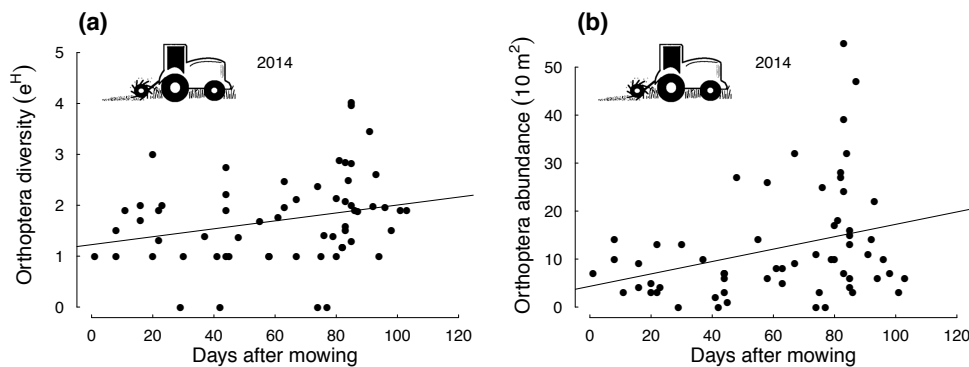 (a)
2014
Orthoptera diversity (e^H)
5
4
3
2
1
0
0 20 40 60 80 100 120
Days after mowing
(b)
2014
Orthoptera abundance (10 m²)
50
40
30
20
10
0
0 20 40 60 80 100 120
Days after mowing